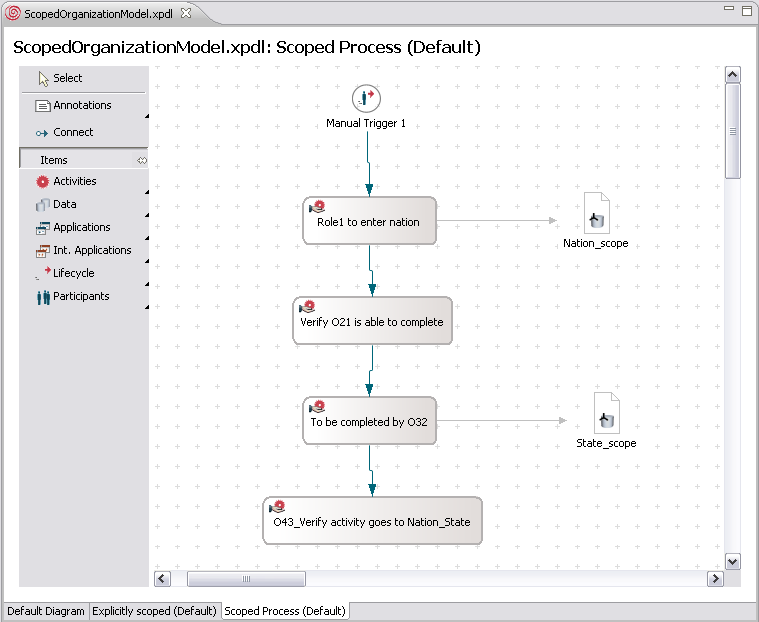 ScopedOrganizationModel.xpdl
ScopedOrganizationModel.xpdl: Scoped Process (Default)
Select
Annotations
Connect
Items
Activities
Data
Applications
Int. Applications
Lifecycle
Participants
Manual Trigger 1
Role1 to enter nation
Nation_scope
Verify O21 is able to complete
To be completed by O32
State_scope
O43_Verify activity goes to Nation_State
Default Diagram Explicitly scoped (Default) Scoped Process (Default)